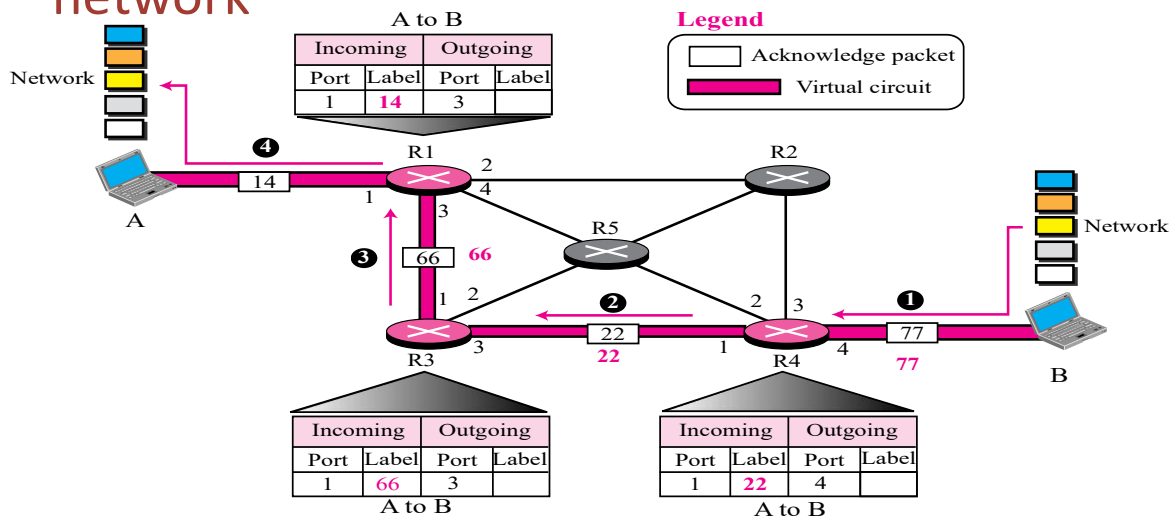 network
A to B
Incoming Outgoing
Port Label Port Label
1 14 3
Legend
Acknowledge packet
Virtual circuit
Network
4
R1
2
R2
14
1
4
A
3
R5
Network
3
66
66
1
2
2
1
2
3
22
77
3
22
1
4
77
R3
R4
B
Incoming Outgoing
Port Label Port Label
1 66 3
A to B
Incoming Outgoing
Port Label Port Label
1 22 4
A to B